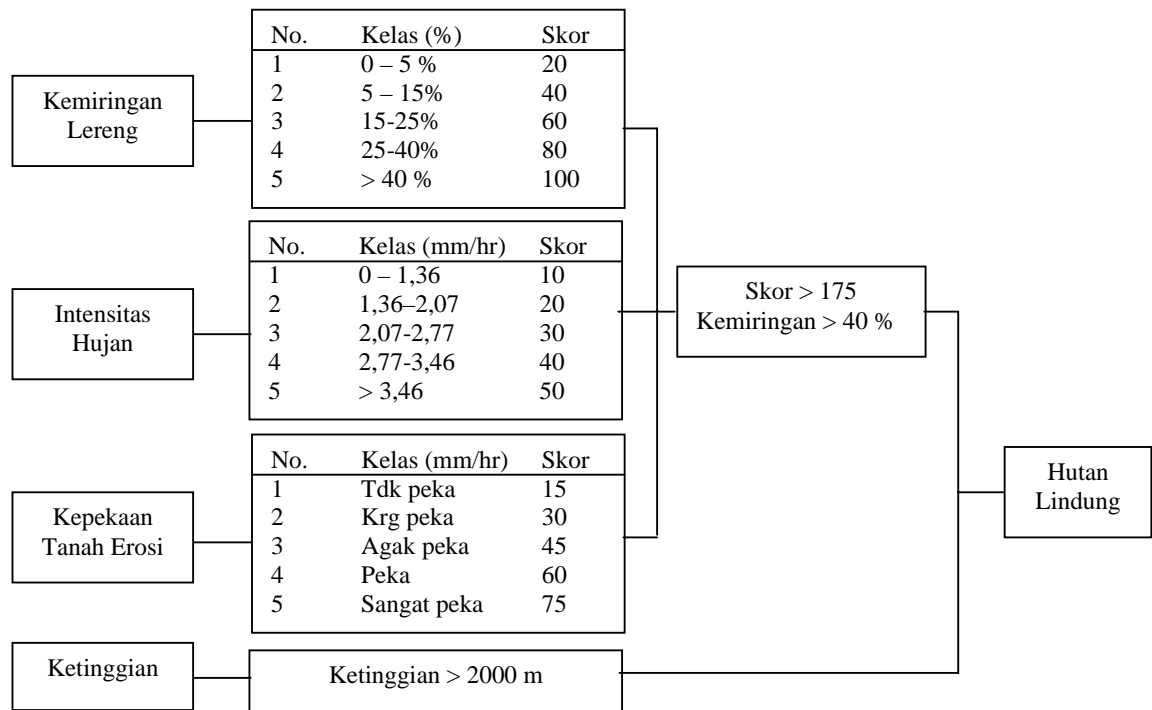 Kemiringan
Lereng
No. Kelas (%) Skor
1 0 – 5 % 20
2 5 – 15% 40
3 15-25% 60
4 25-40% 80
5 > 40 % 100
Intensitas
Hujan
No. Kelas (mm/hr) Skor
1 0 – 1,36 10
2 1,36–2,07 20
3 2,07-2,77 30
4 2,77-3,46 40
5 > 3,46 50
Kepekaan
Tanah Erosi
No. Kelas (mm/hr) Skor
1 Tdk peka 15
2 Krg peka 30
3 Agak peka 45
4 Peka 60
5 Sangat peka 75
Ketinggian
Ketinggian > 2000 m
Skor > 175
Kemiringan > 40 %
Hutan
Lindung